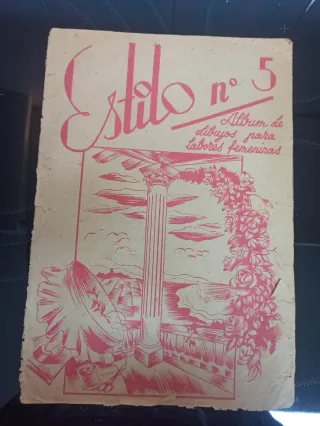 Estilo nº 5
Album de
dibujos para
labores femeninas